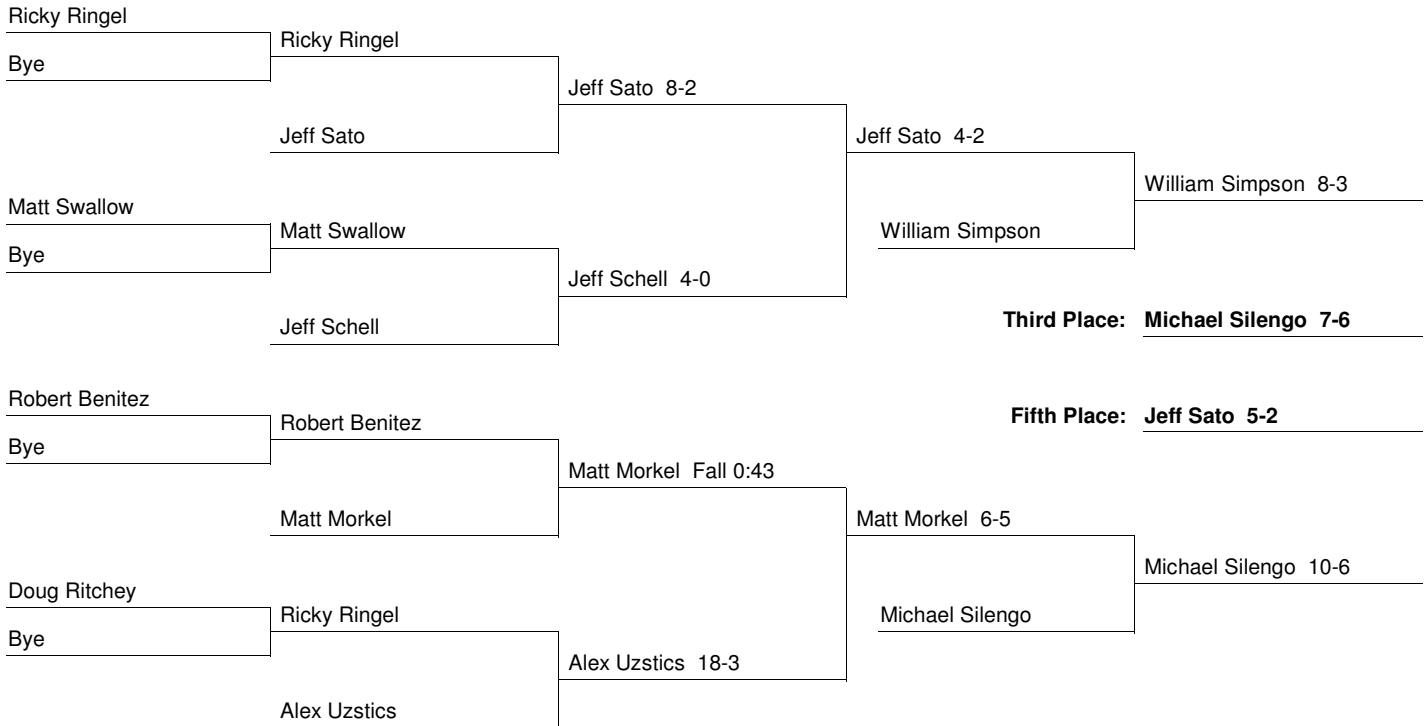 Ricky Ringel
Ricky Ringel
Bye
Jeff Sato 8-2
Jeff Sato
Jeff Sato 4-2
William Simpson 8-3
Matt Swallow
Matt Swallow
William Simpson
Bye
Jeff Schell 4-0
Jeff Schell
Third Place: Michael Silengo 7-6
Robert Benitez
Robert Benitez
Fifth Place: Jeff Sato 5-2
Bye
Matt Morkel Fall 0:43
Matt Morkel
Matt Morkel 6-5
Michael Silengo 10-6
Doug Ritchey
Ricky Ringel
Michael Silengo
Bye
Alex Uzstics 18-3
Alex Uzstics